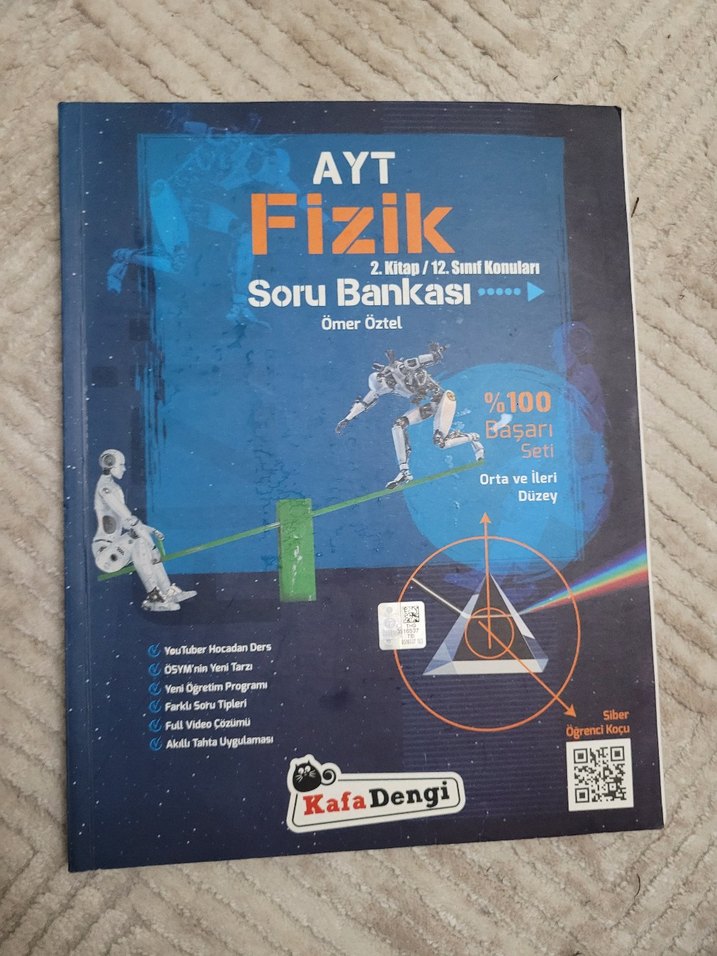 AYT
Fizik
2. Kitap / 12. Sınıf Konuları
Soru Bankası
Ömer Öztel
%100
Başarı
Seti
Orta ve İleri
Düzey
YouTuber Hocadan Ders
ÖSYM'nin Yeni Tarzı
Yeni Öğretim Programı
Farklı Soru Tipleri
Full Video Çözümü
Akıllı Tahta Uygulaması
Siber
Öğrenci Koçu
KafaDengi